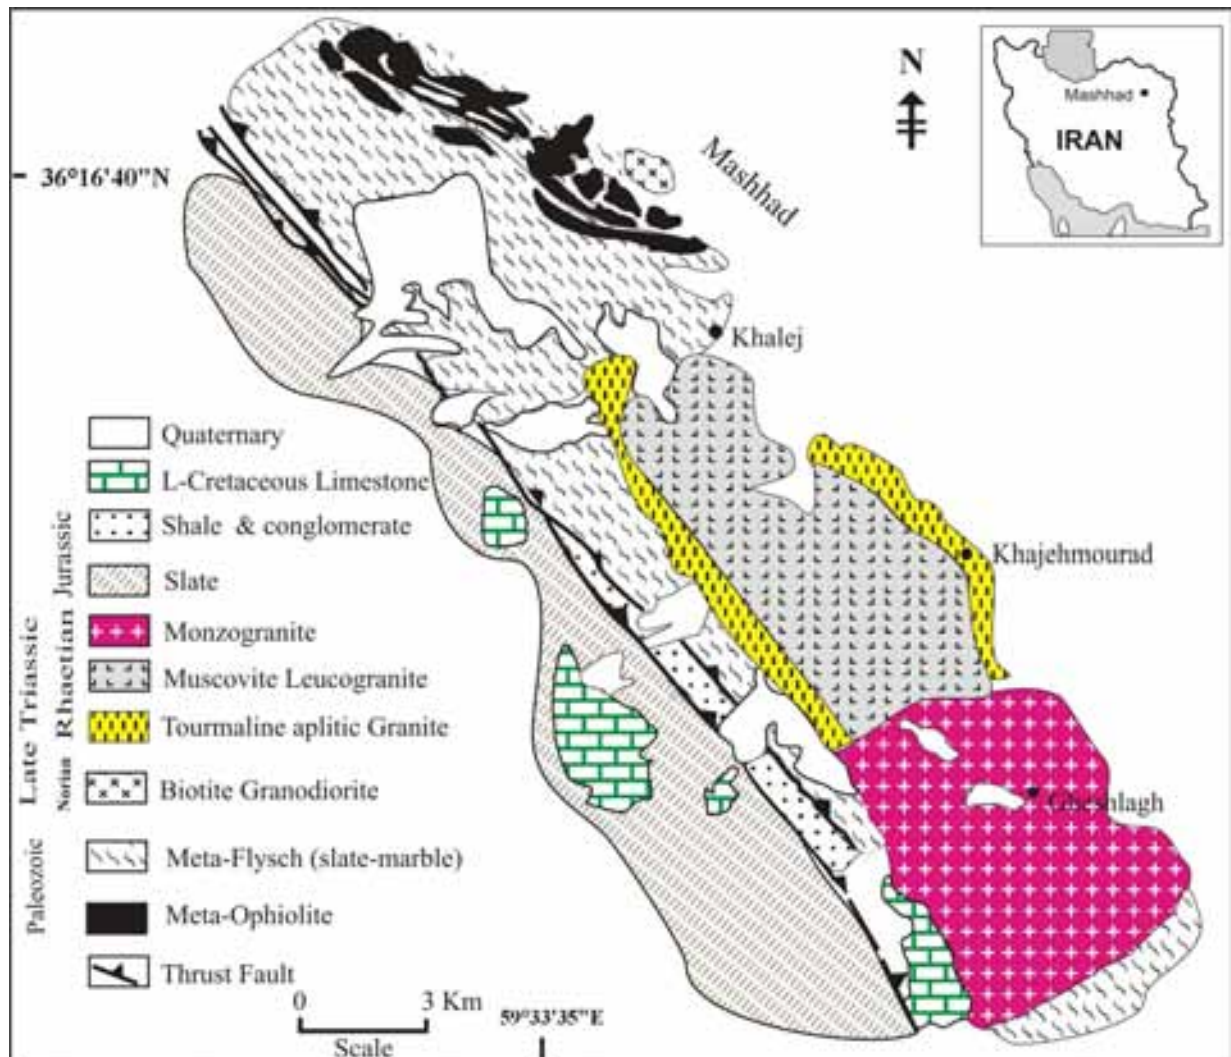 N
Mashhad
IRAN
36°16'40"N
Mashhad
Khalej
Khajehmourad
Gheshlagh
Quaternary
L-Cretaceous Limestone
Shale & conglomerate
Slate
Monzogranite
Muscovite Leucogranite
Tourmaline aplitic Granite
Biotite Granodiorite
Meta-Flysch (slate-marble)
Meta-Ophiolite
Thrust Fault
Jurassic
Late Triassic
Rhaetian
Norian
Paleozoic
0 3 Km
Scale
59°33'35"E